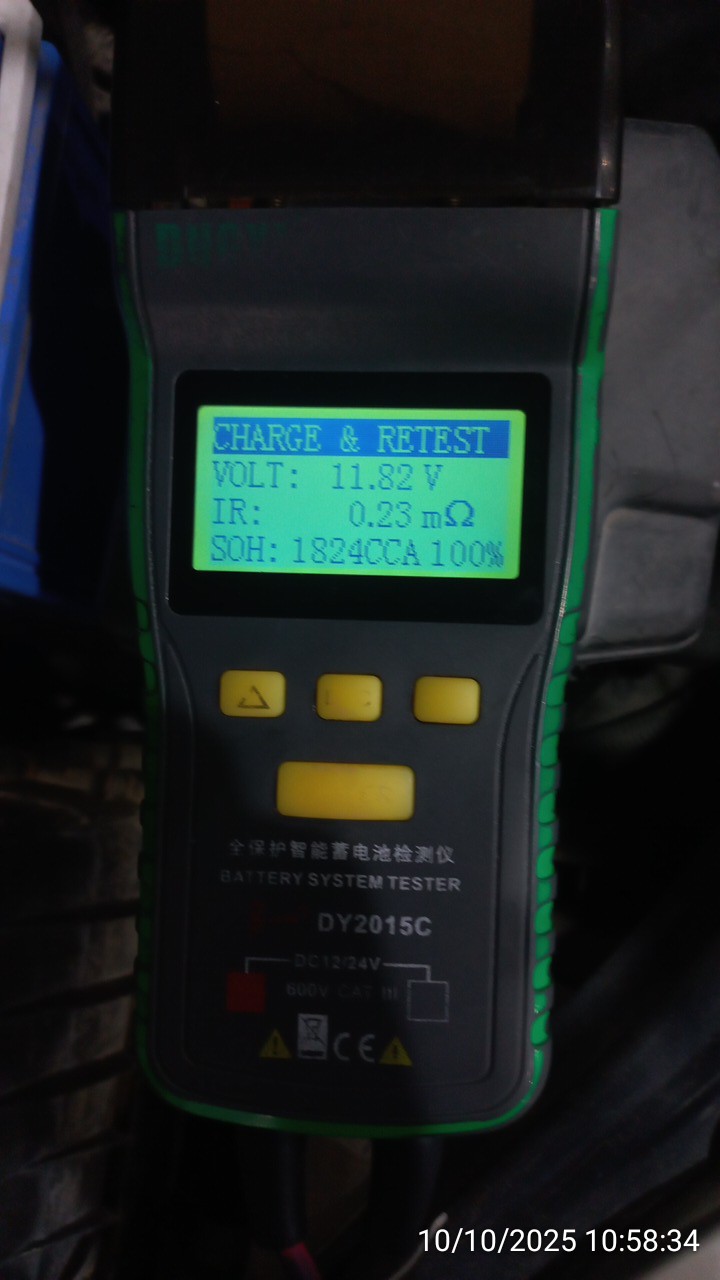 DUOYI
CHARGE & RETEST
VOLT: 11.82 V
IR: 0.23 mΩ
SOH: 1824CCA 100%
全保护智能蓄电池检测仪
BATTERY SYSTEM TESTER
DY2015C
DC12/24V
600V CAT III
CE
10/10/2025 10:58:34